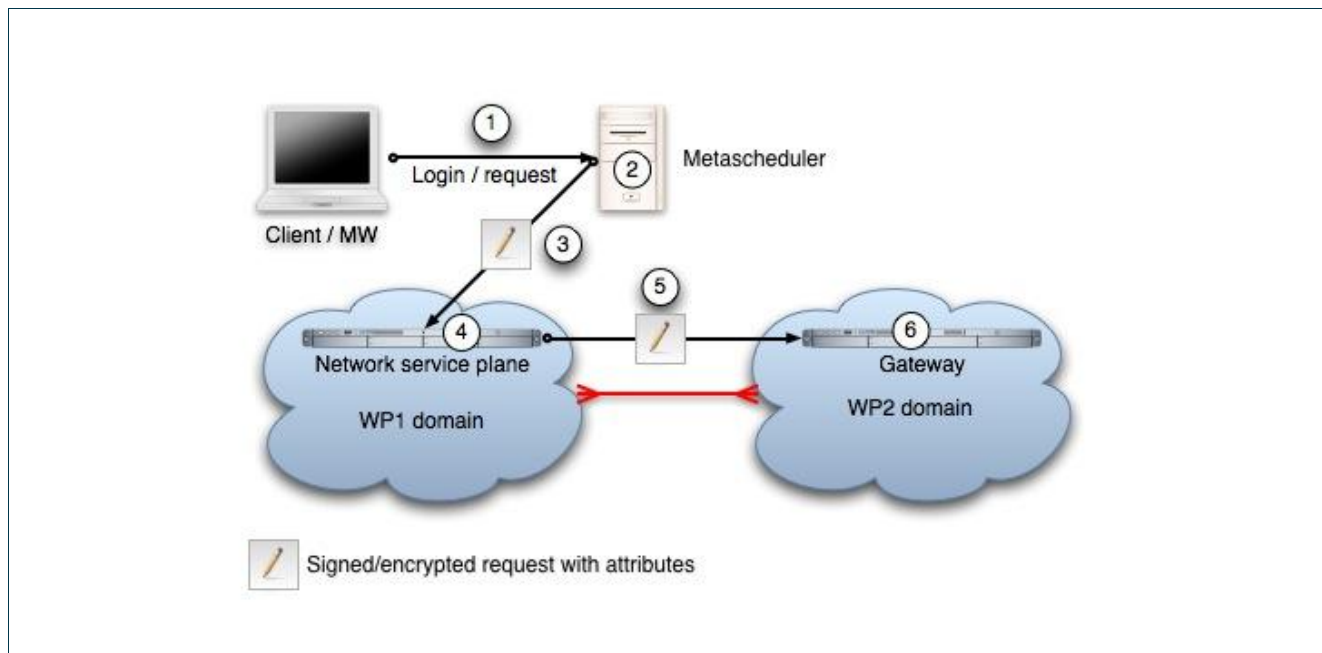 1
Login / request
2
Metascheduler
Client / MW
3
5
4
6
Network service plane
Gateway
WP1 domain
WP2 domain
Signed/encrypted request with attributes